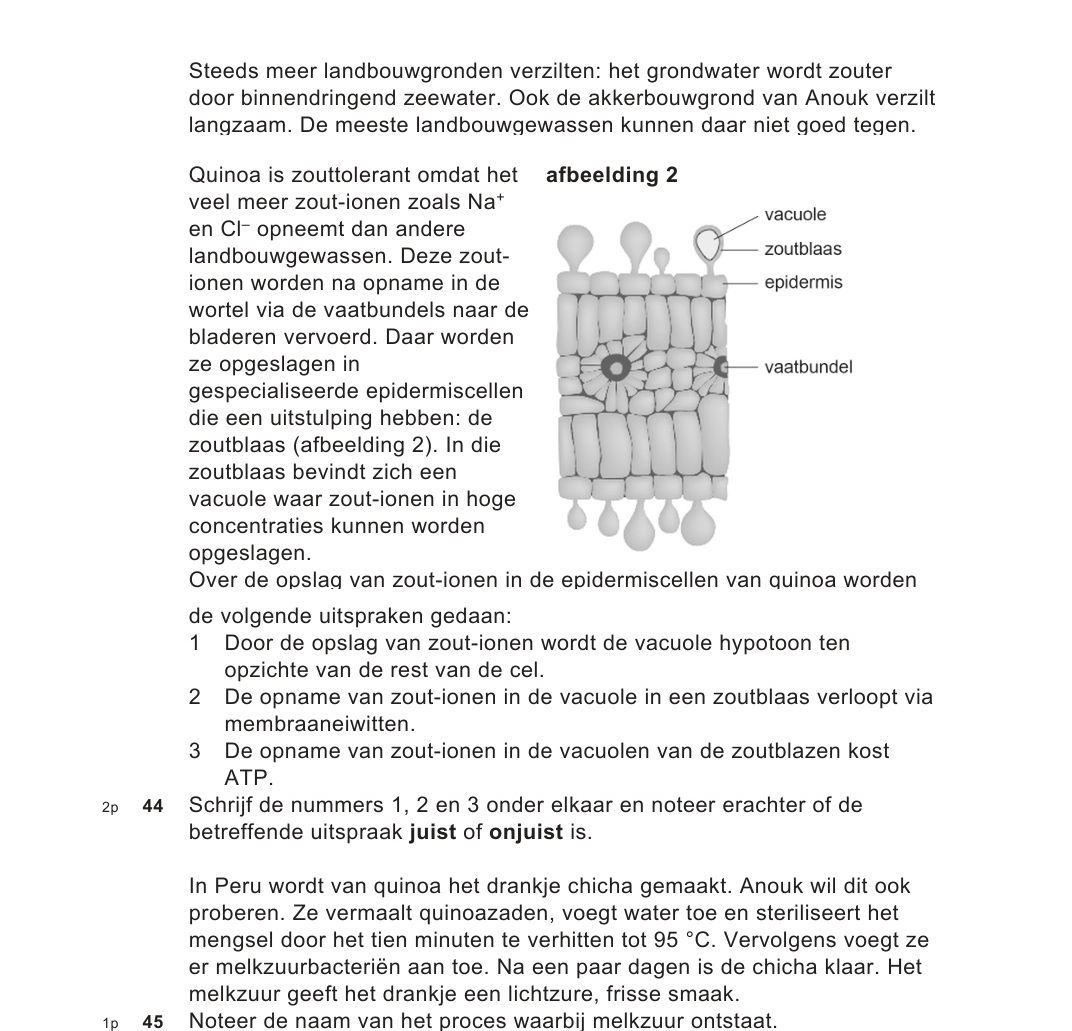 Steeds meer landbouwgronden verzilten: het grondwater wordt zouter
door binnendringend zeewater. Ook de akkerbouwgrond van Anouk verzilt
langzaam. De meeste landbouwgewassen kunnen daar niet goed tegen.
Quinoa is zouttolerant omdat het
veel meer zout-ionen zoals Na⁺
en Cl⁻ opneemt dan andere
landbouwgewassen. Deze zout-
ionen worden na opname in de
wortel via de vaatbundels naar de
bladeren vervoerd. Daar worden
ze opgeslagen in
gespecialiseerde epidermiscellen
die een uitstulping hebben: de
zoutblaas (afbeelding 2). In die
zoutblaas bevindt zich een
vacuole waar zout-ionen in hoge
concentraties kunnen worden
opgeslagen.
afbeelding 2
vacuole
zoutblaas
epidermis
vaatbundel
Over de opslag van zout-ionen in de epidermiscellen van quinoa worden
de volgende uitspraken gedaan:
1 Door de opslag van zout-ionen wordt de vacuole hypotoon ten
opzichte van de rest van de cel.
2 De opname van zout-ionen in de vacuole in een zoutblaas verloopt via
membraaneiwitten.
3 De opname van zout-ionen in de vacuolen van de zoutblazen kost
ATP.
2p 44 Schrijf de nummers 1, 2 en 3 onder elkaar en noteer erachter of de
betreffende uitspraak juist of onjuist is.
In Peru wordt van quinoa het drankje chicha gemaakt. Anouk wil dit ook
proberen. Ze vermaalt quinoazaden, voegt water toe en steriliseert het
mengsel door het tien minuten te verhitten tot 95 °C. Vervolgens voegt ze
er melkzuurbacteriën aan toe. Na een paar dagen is de chicha klaar. Het
melkzuur geeft het drankje een lichtzure, frisse smaak.
1p 45 Noteer de naam van het proces waarbij melkzuur ontstaat.